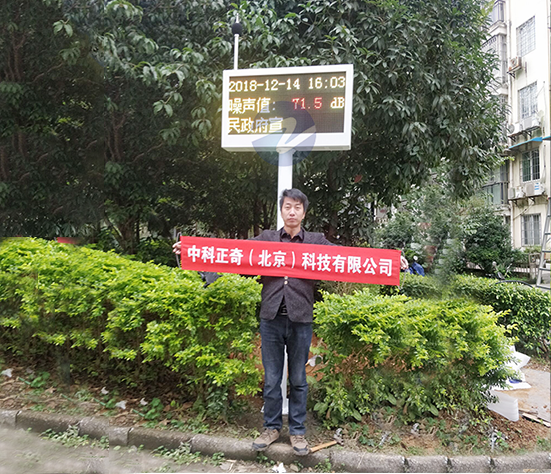 2018-12-14 16:03
噪声值： 71.5 dB
民政府宣
中科正奇（北京）科技有限公司